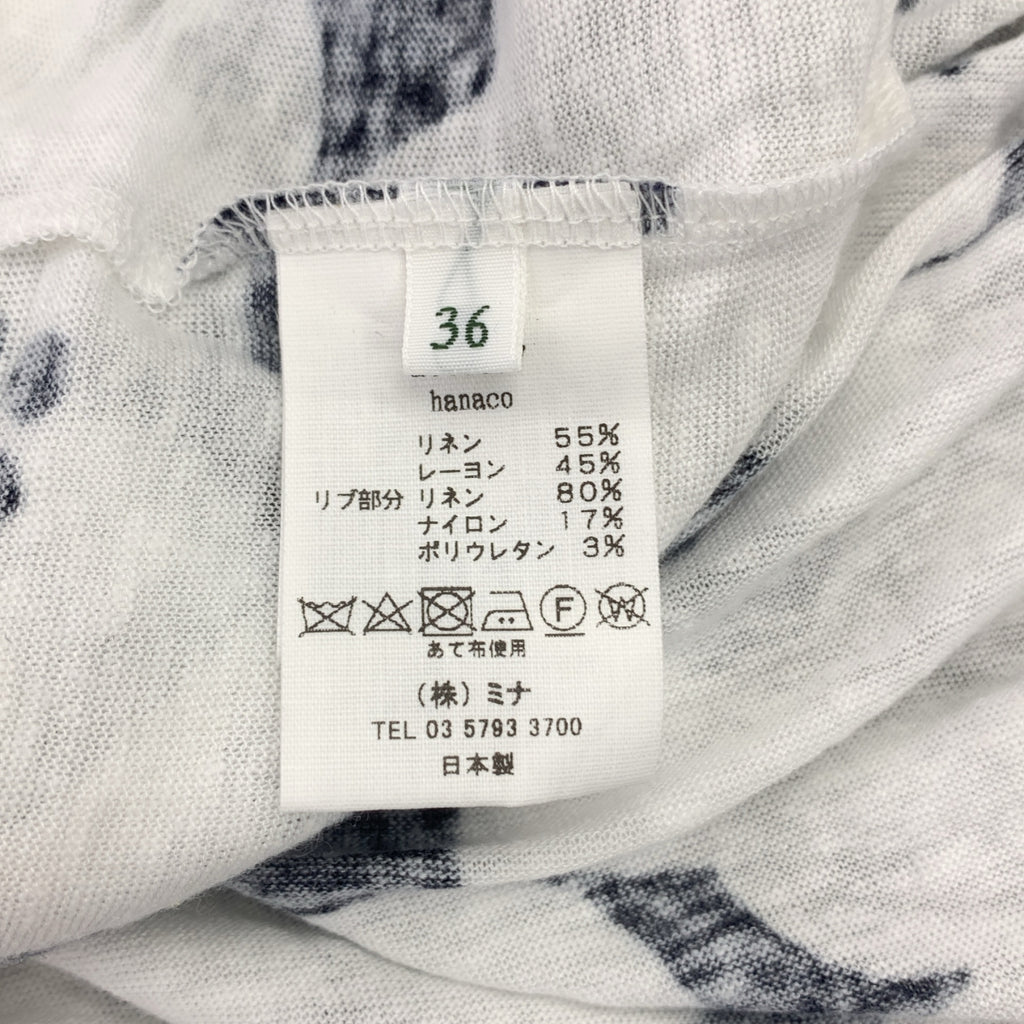 36
hanaco
リネン 55%
レーヨン 45%
リブ部分 リネン 80%
ナイロン 17%
ポリウレタン 3%
F W
あて布使用
(株) ミナ
TEL 03 5793 3700
日本製